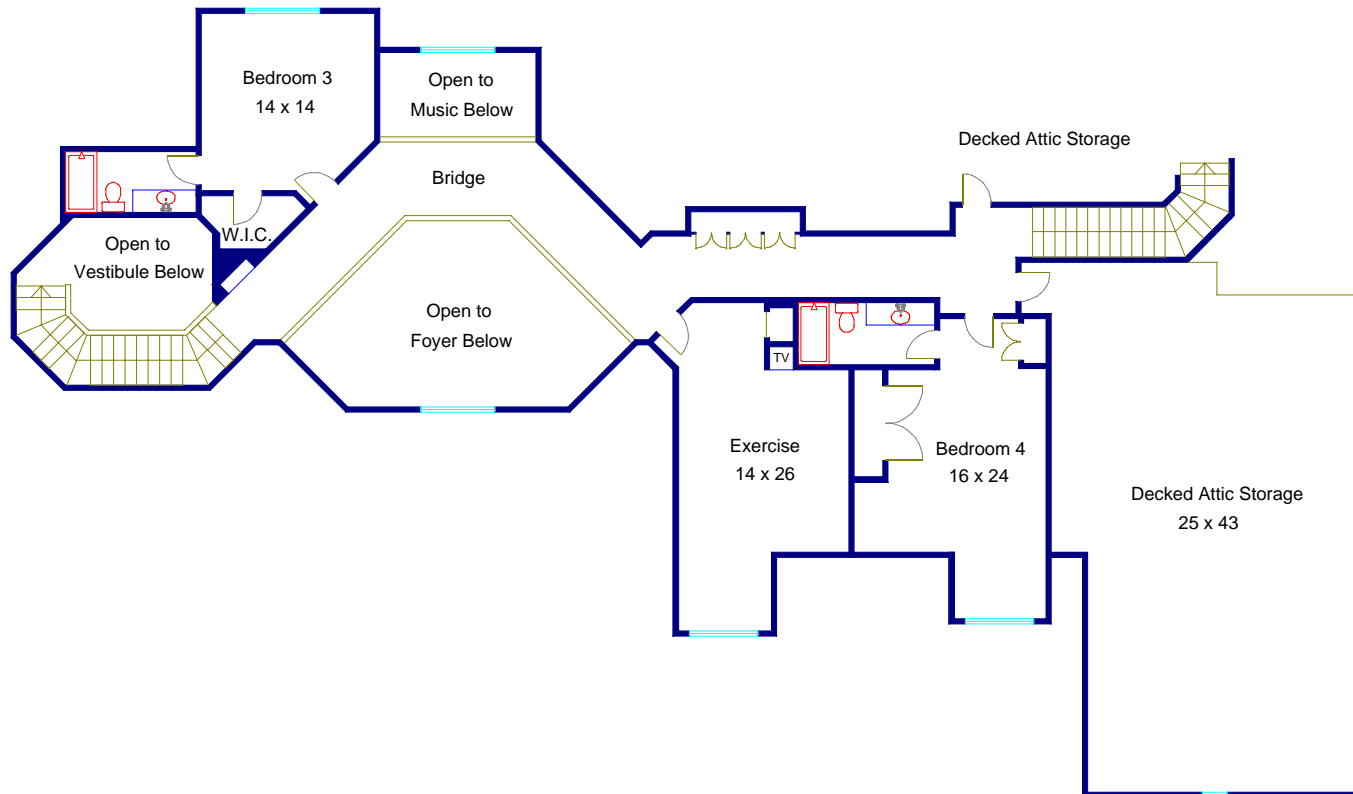 Bedroom 3
14 x 14
Open to
Music Below
Decked Attic Storage
Bridge
W.I.C.
Open to
Vestibule Below
Open to
Foyer Below
TV
Exercise
14 x 26
Bedroom 4
16 x 24
Decked Attic Storage
25 x 43